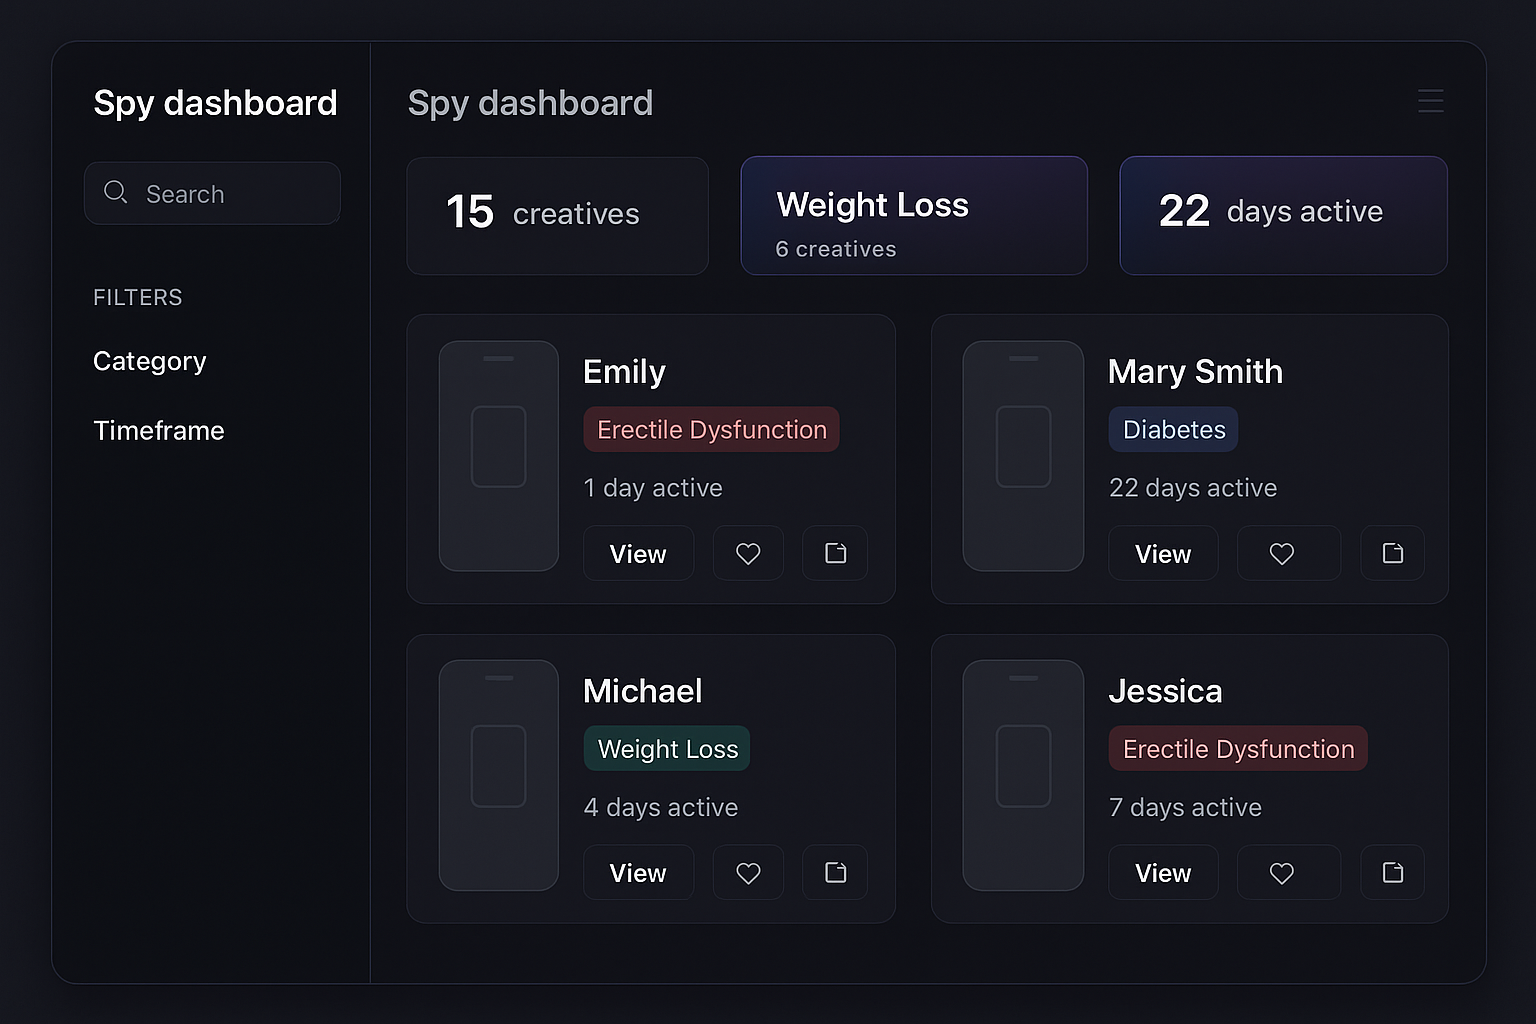 Spy dashboard
Search
FILTERS
Category
Timeframe
Spy dashboard
15 creatives
Weight Loss
6 creatives
22 days active
Emily
Erectile Dysfunction
1 day active
View
Mary Smith
Diabetes
22 days active
View
Michael
Weight Loss
4 days active
View
Jessica
Erectile Dysfunction
7 days active
View